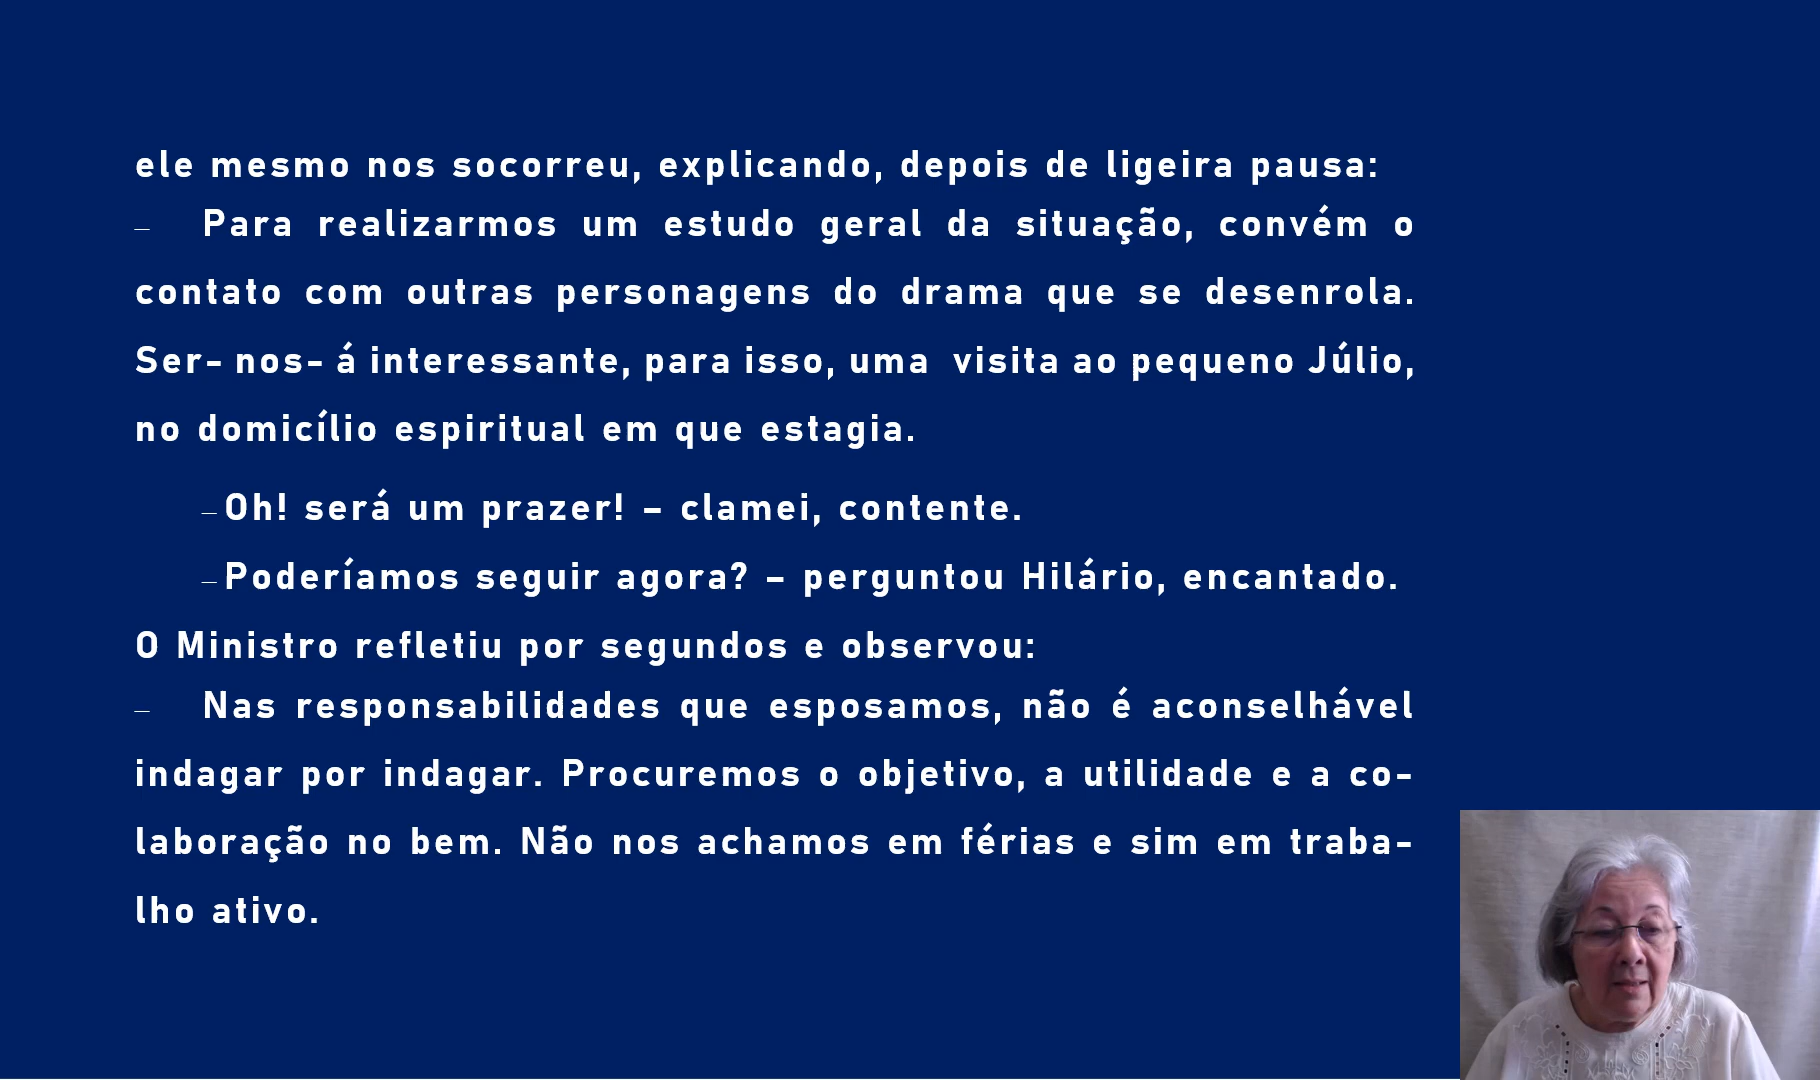 ele mesmo nos socorreu, explicando, depois de ligeira pausa:
– Para realizarmos um estudo geral da situação, convém o
contato com outras personagens do drama que se desenrola.
Ser- nos- á interessante, para isso, uma visita ao pequeno Júlio,
no domicílio espiritual em que estagia.
– Oh! será um prazer! – clamei, contente.
– Poderíamos seguir agora? – perguntou Hilário, encantado.
O Ministro refletiu por segundos e observou:
– Nas responsabilidades que esposamos, não é aconselhável
indagar por indagar. Procuremos o objetivo, a utilidade e a co-
laboração no bem. Não nos achamos em férias e sim em traba-
lho ativo.